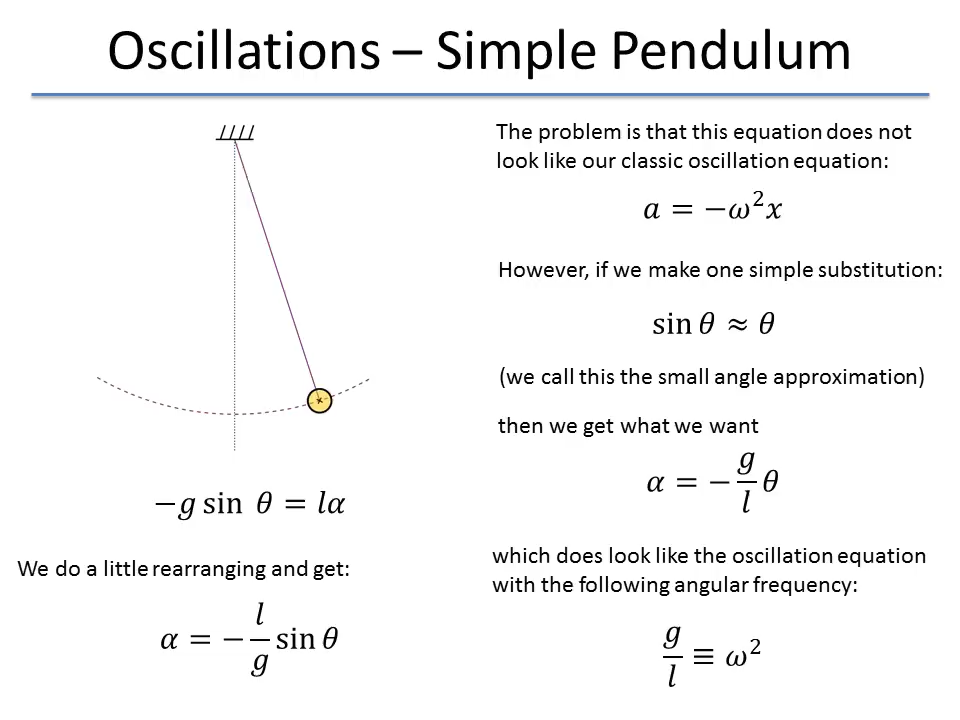 Oscillations – Simple Pendulum
−g sin θ = lα
We do a little rearranging and get:
α = −l/g sin θ
The problem is that this equation does not
look like our classic oscillation equation:
a = −ω²x
However, if we make one simple substitution:
sin θ ≈ θ
(we call this the small angle approximation)
then we get what we want
α = −g/l θ
which does look like the oscillation equation
with the following angular frequency:
g/l ≡ ω²